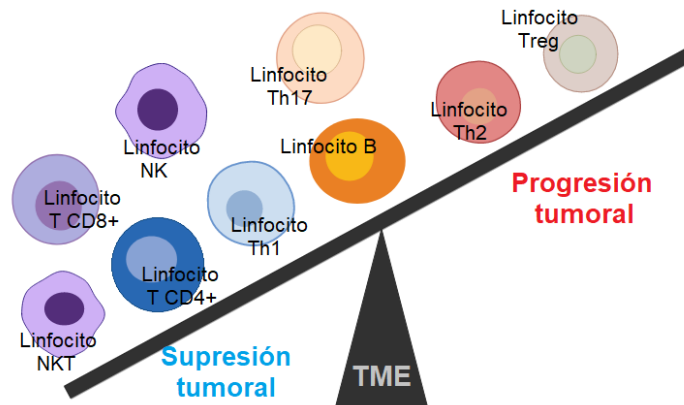 Linfocito
Treg
Linfocito
Th17
Linfocito
Th2
Linfocito
NK
Linfocito B
Linfocito
T CD8+
Linfocito
Th1
Linfocito
T CD4+
Linfocito
NKT
Progresión
tumoral
Supresión
tumoral
TME